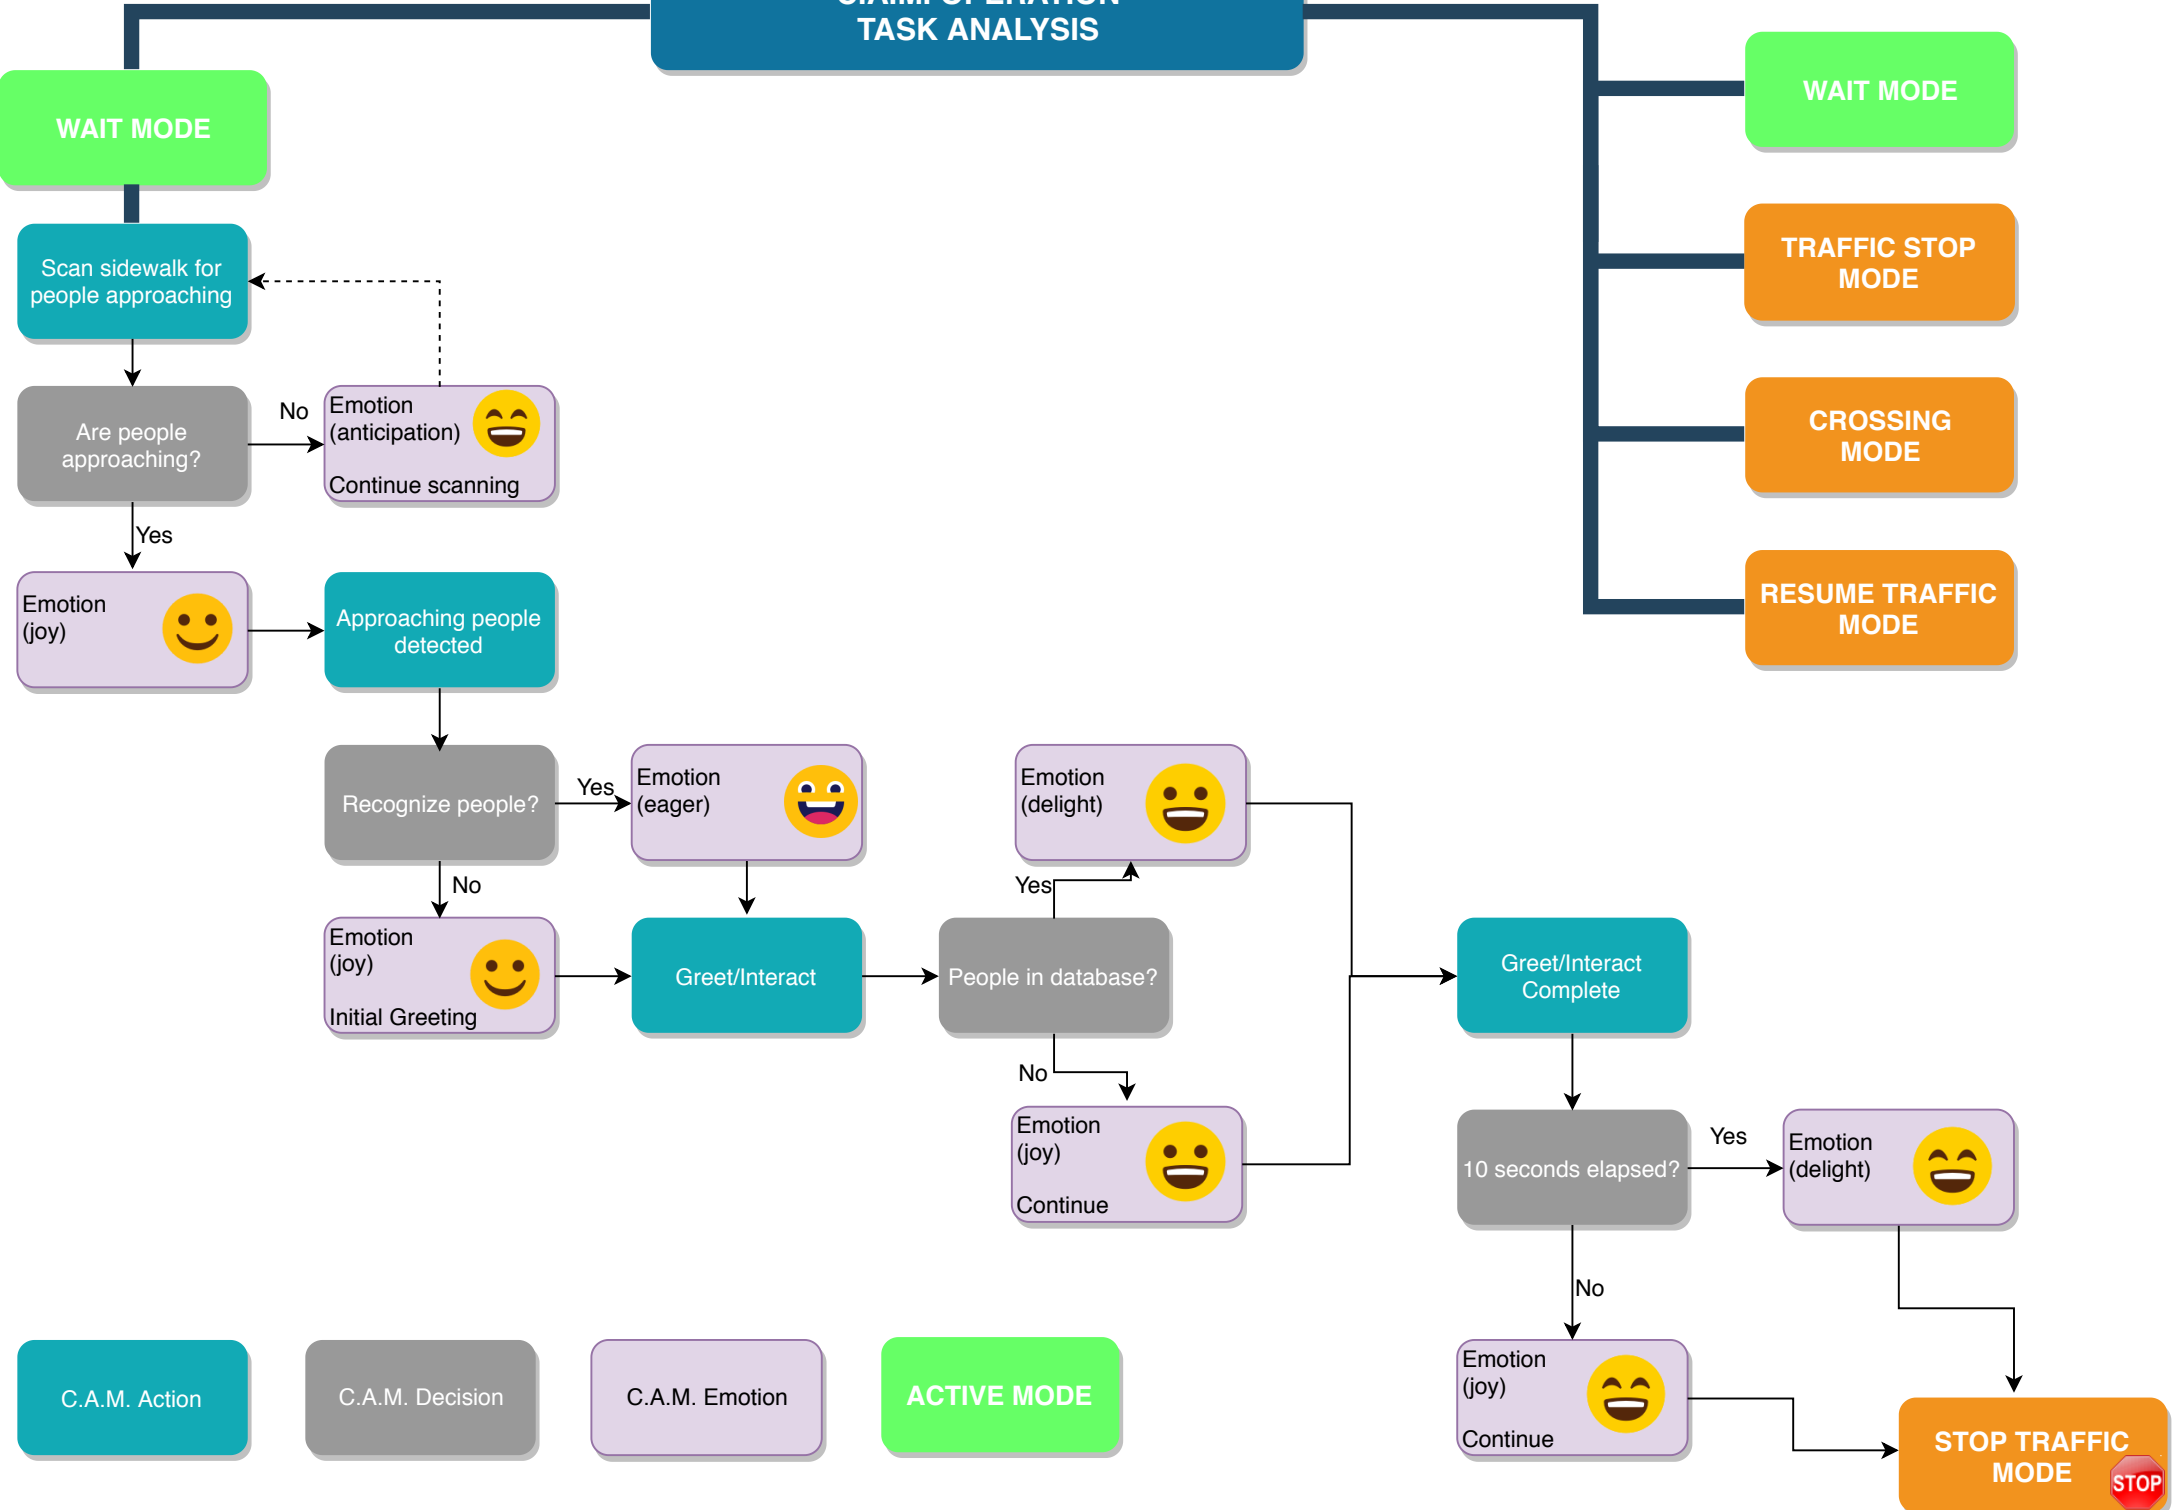 C.A.M. OPERATION
TASK ANALYSIS
WAIT MODE
WAIT MODE
Scan sidewalk for
people approaching
TRAFFIC STOP
MODE
Are people
approaching?
No
Emotion
(anticipation)
Continue scanning
CROSSING
MODE
Yes
Emotion
(joy)
Approaching people
detected
RESUME TRAFFIC
MODE
Recognize people?
Yes
Emotion
(eager)
Emotion
(delight)
No
Yes
Emotion
(joy)
Initial Greeting
Greet/Interact
People in database?
Greet/Interact
Complete
No
Emotion
(joy)
Continue
10 seconds elapsed?
Yes
Emotion
(delight)
No
Emotion
(joy)
Continue
C.A.M. Action
C.A.M. Decision
C.A.M. Emotion
ACTIVE MODE
STOP TRAFFIC
MODE
STOP